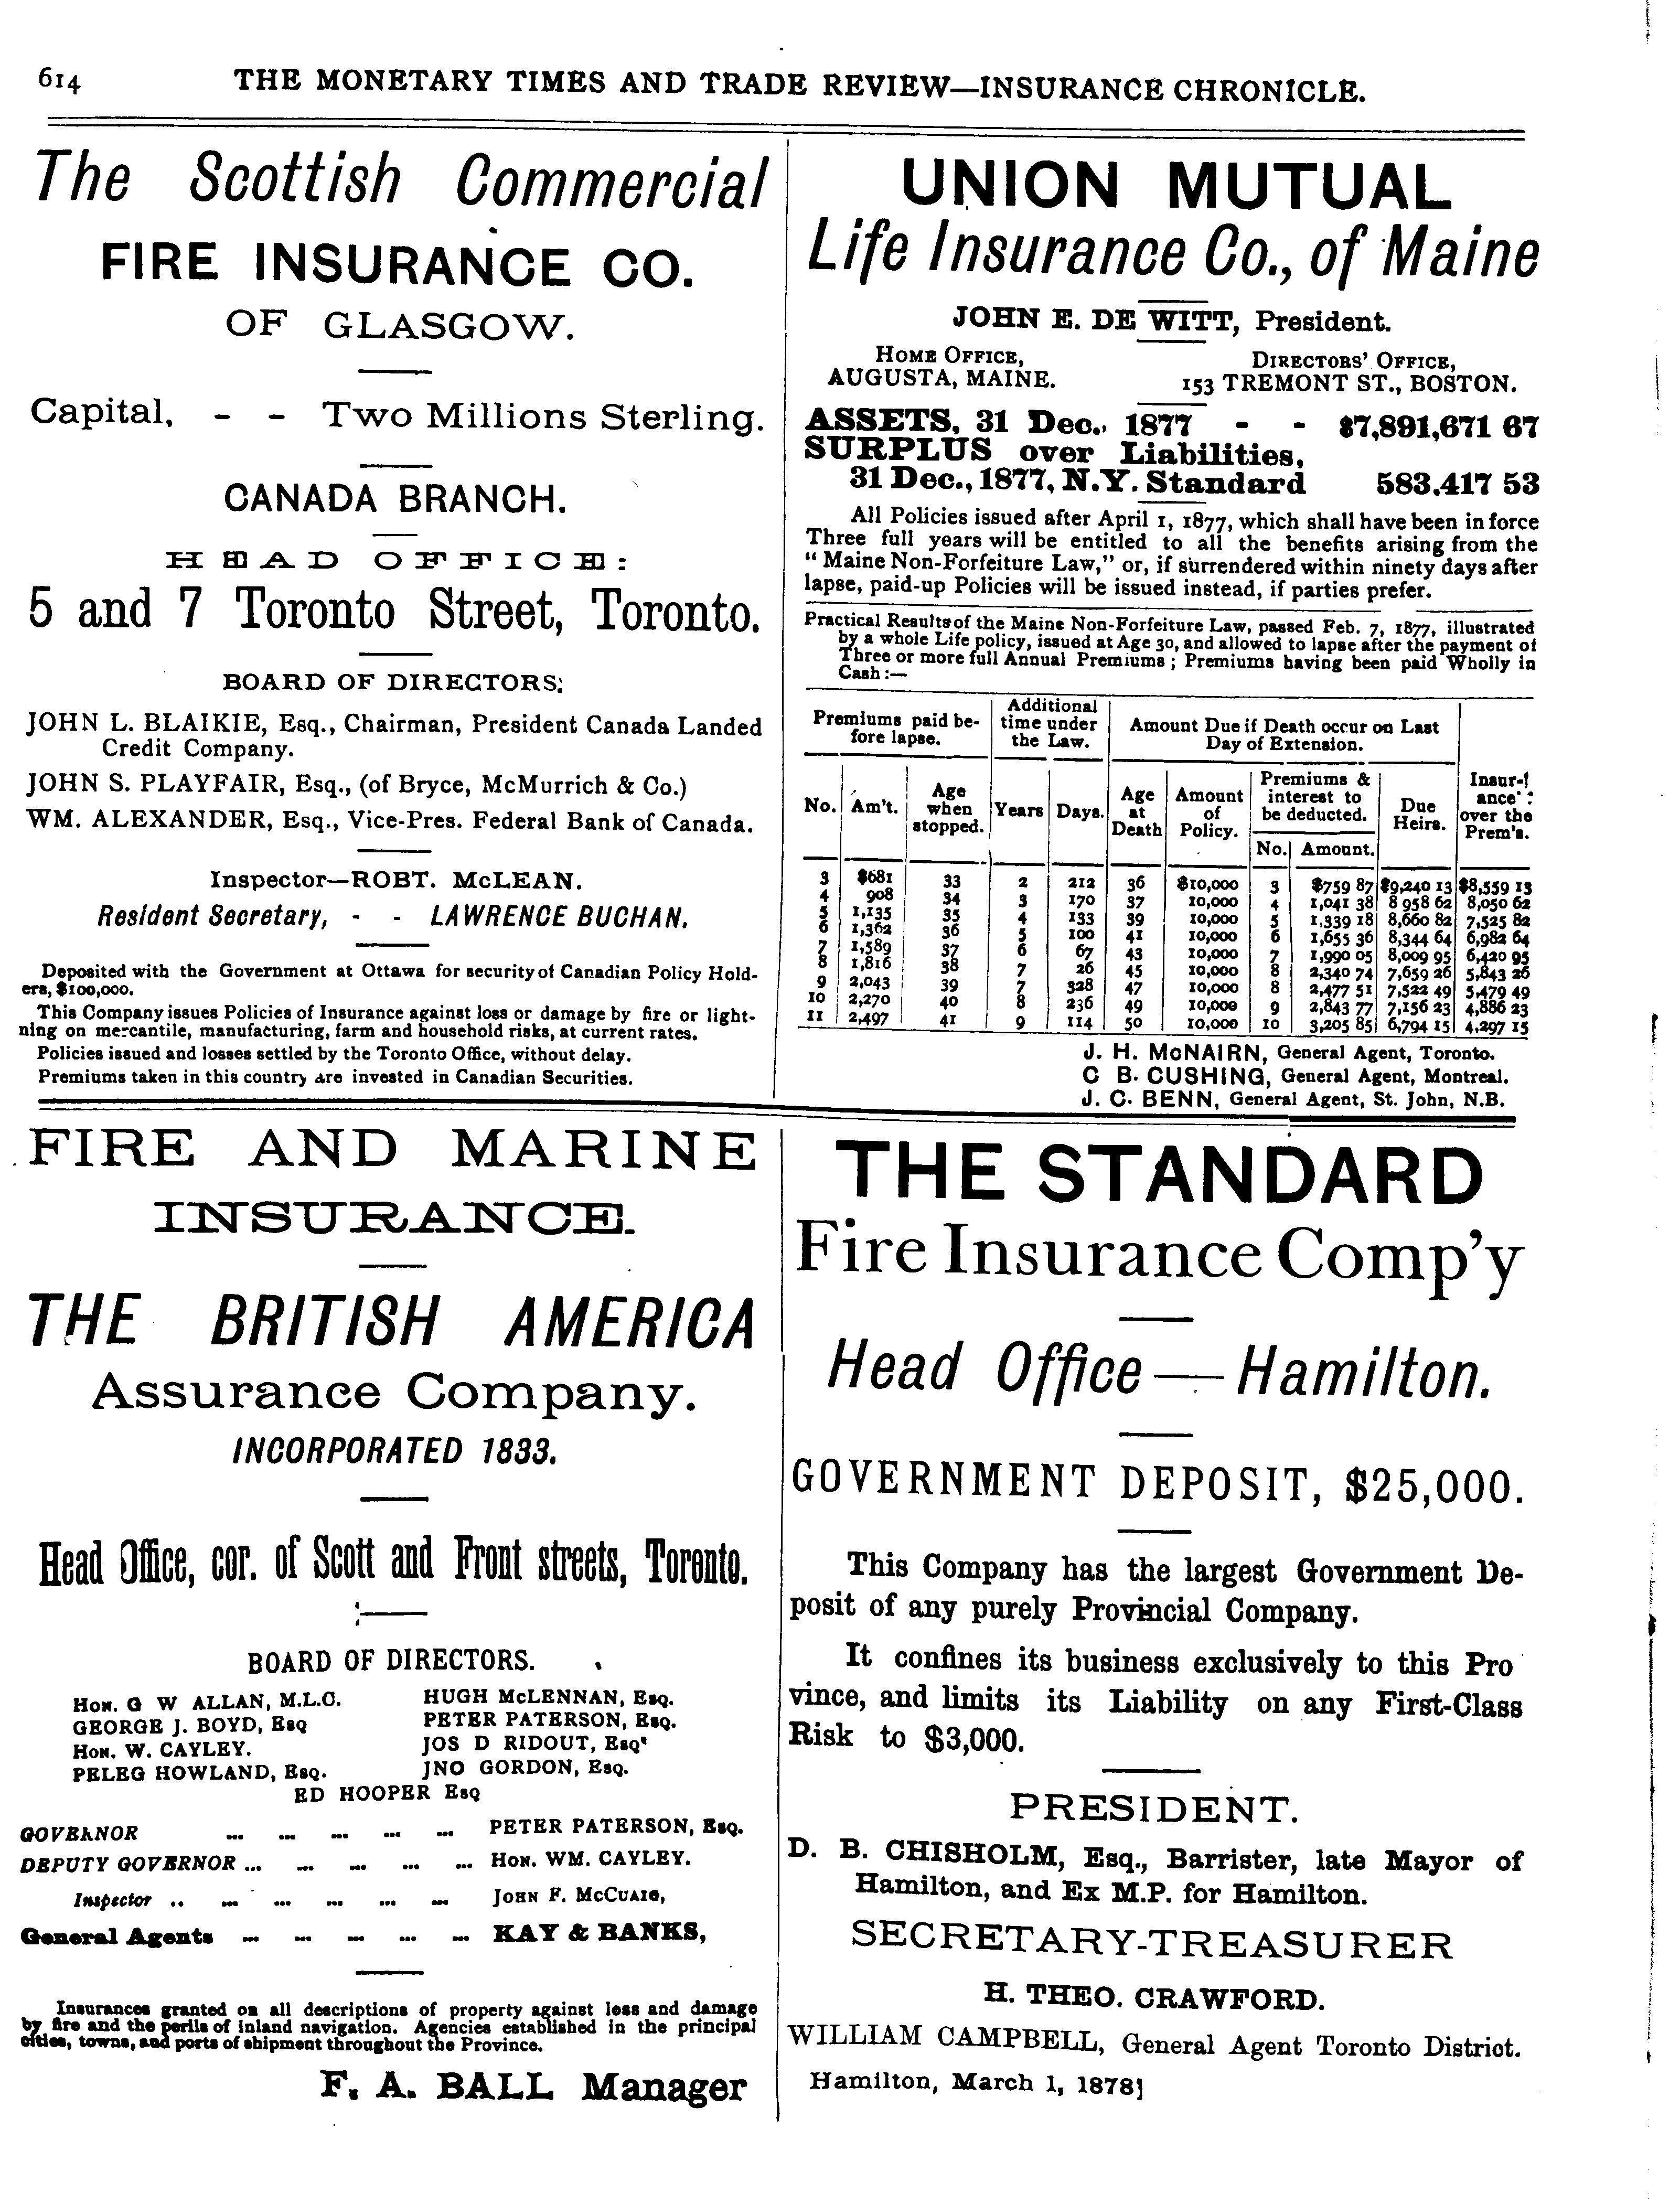 614 THE MONETARY TIMES AND TRADE REVIEW—INSURANCE CHRONICLE.
The Scottish Commercial
FIRE INSURANCE CO.
OF GLASGOW.
Capital, - - Two Millions Sterling.
CANADA BRANCH.
HEAD OFFICE:
5 and 7 Toronto Street, Toronto.
BOARD OF DIRECTORS:
JOHN L. BLAIKIE, Esq., Chairman, President Canada Landed
Credit Company.
JOHN S. PLAYFAIR, Esq., (of Bryce, McMurrich & Co.)
WM. ALEXANDER, Esq., Vice-Pres. Federal Bank of Canada.
Inspector—ROBT. McLEAN.
Resident Secretary, - - LAWRENCE BUCHAN.
Deposited with the Government at Ottawa for security of Canadian Policy Hold-
ers, $100,000.
This Company issues Policies of Insurance against loss or damage by fire or light-
ning on mercantile, manufacturing, farm and household risks, at current rates.
Policies issued and losses settled by the Toronto Office, without delay.
Premiums taken in this country are invested in Canadian Securities.
UNION MUTUAL
Life Insurance Co., of Maine
JOHN E. DE WITT, President.
HOME OFFICE, DIRECTORS' OFFICE,
AUGUSTA, MAINE. 153 TREMONT ST., BOSTON.
ASSETS, 31 Dec., 1877 - - $7,891,671 67
SURPLUS over Liabilities,
31 Dec., 1877, N.Y. Standard 583,417 53
All Policies issued after April 1, 1877, which shall have been in force
Three full years will be entitled to all the benefits arising from the
"Maine Non-Forfeiture Law," or, if surrendered within ninety days after
lapse, paid-up Policies will be issued instead, if parties prefer.
Practical Results of the Maine Non-Forfeiture Law, passed Feb. 7, 1877, illustrated
by a whole Life policy, issued at Age 30, and allowed to lapse after the payment of
Three or more full Annual Premiums; Premiums having been paid Wholly in
Cash:—
Premiums paid be-
fore lapse.
Additional
time under
the Law.
Amount Due if Death occur on Last
Day of Extension.
No. Am't. Age when stopped. Years Days. Age at Death Amount of Policy. Premiums & interest to be deducted. Due Heirs. Insur-ance over the Prem's.
No. Amount.
3 $681 33 2 212 36 $10,000 3 $759 87 $9,240 13 $8,559 13
4 908 34 3 170 37 10,000 4 1,041 38 8 958 62 8,050 62
5 1,135 35 4 133 39 10,000 5 1,339 18 8,660 82 7,525 82
6 1,362 36 5 100 41 10,000 6 1,655 36 8,344 64 6,982 64
7 1,589 37 6 67 43 10,000 7 1,990 05 8,009 95 6,420 95
8 1,816 38 7 26 45 10,000 8 2,340 74 7,659 26 5,843 26
9 2,043 39 7 328 47 10,000 8 2,477 51 7,522 49 5,479 49
10 2,270 40 8 236 49 10,000 9 2,843 77 7,156 23 4,886 23
11 2,497 41 9 114 50 10,000 10 3,205 85 6,794 15 4,297 15
J. H. McNAIRN, General Agent, Toronto.
C B. CUSHING, General Agent, Montreal.
J. C. BENN, General Agent, St. John, N.B.
FIRE AND MARINE
INSURANCE.
THE BRITISH AMERICA
Assurance Company.
INCORPORATED 1833.
Head Office, cor. of Scott and Front streets, Toronto.
BOARD OF DIRECTORS.
HON. G W ALLAN, M.L.C. HUGH McLENNAN, ESQ.
GEORGE J. BOYD, ESQ PETER PATERSON, ESQ.
HON. W. CAYLEY. JOS D RIDOUT, ESQ'
PELEG HOWLAND, ESQ. JNO GORDON, ESQ.
ED HOOPER ESQ
GOVERNOR ... ... ... ... ... PETER PATERSON, ESQ.
DEPUTY GOVERNOR ... ... ... ... ... HON. WM. CAYLEY.
Inspector .. ... ... ... ... ... JOHN F. McCUAIG,
General Agents ... ... ... ... ... KAY & BANKS,
Insurances granted on all descriptions of property against loss and damage
by fire and the perils of inland navigation. Agencies established in the principal
cities, towns, and ports of shipment throughout the Province.
F. A. BALL Manager
THE STANDARD
Fire Insurance Comp'y
Head Office—Hamilton.
GOVERNMENT DEPOSIT, $25,000.
This Company has the largest Government De-
posit of any purely Provincial Company.
It confines its business exclusively to this Pro
vince, and limits its Liability on any First-Class
Risk to $3,000.
PRESIDENT.
D. B. CHISHOLM, Esq., Barrister, late Mayor of
Hamilton, and Ex M.P. for Hamilton.
SECRETARY-TREASURER
H. THEO. CRAWFORD.
WILLIAM CAMPBELL, General Agent Toronto District.
Hamilton, March 1, 1878]